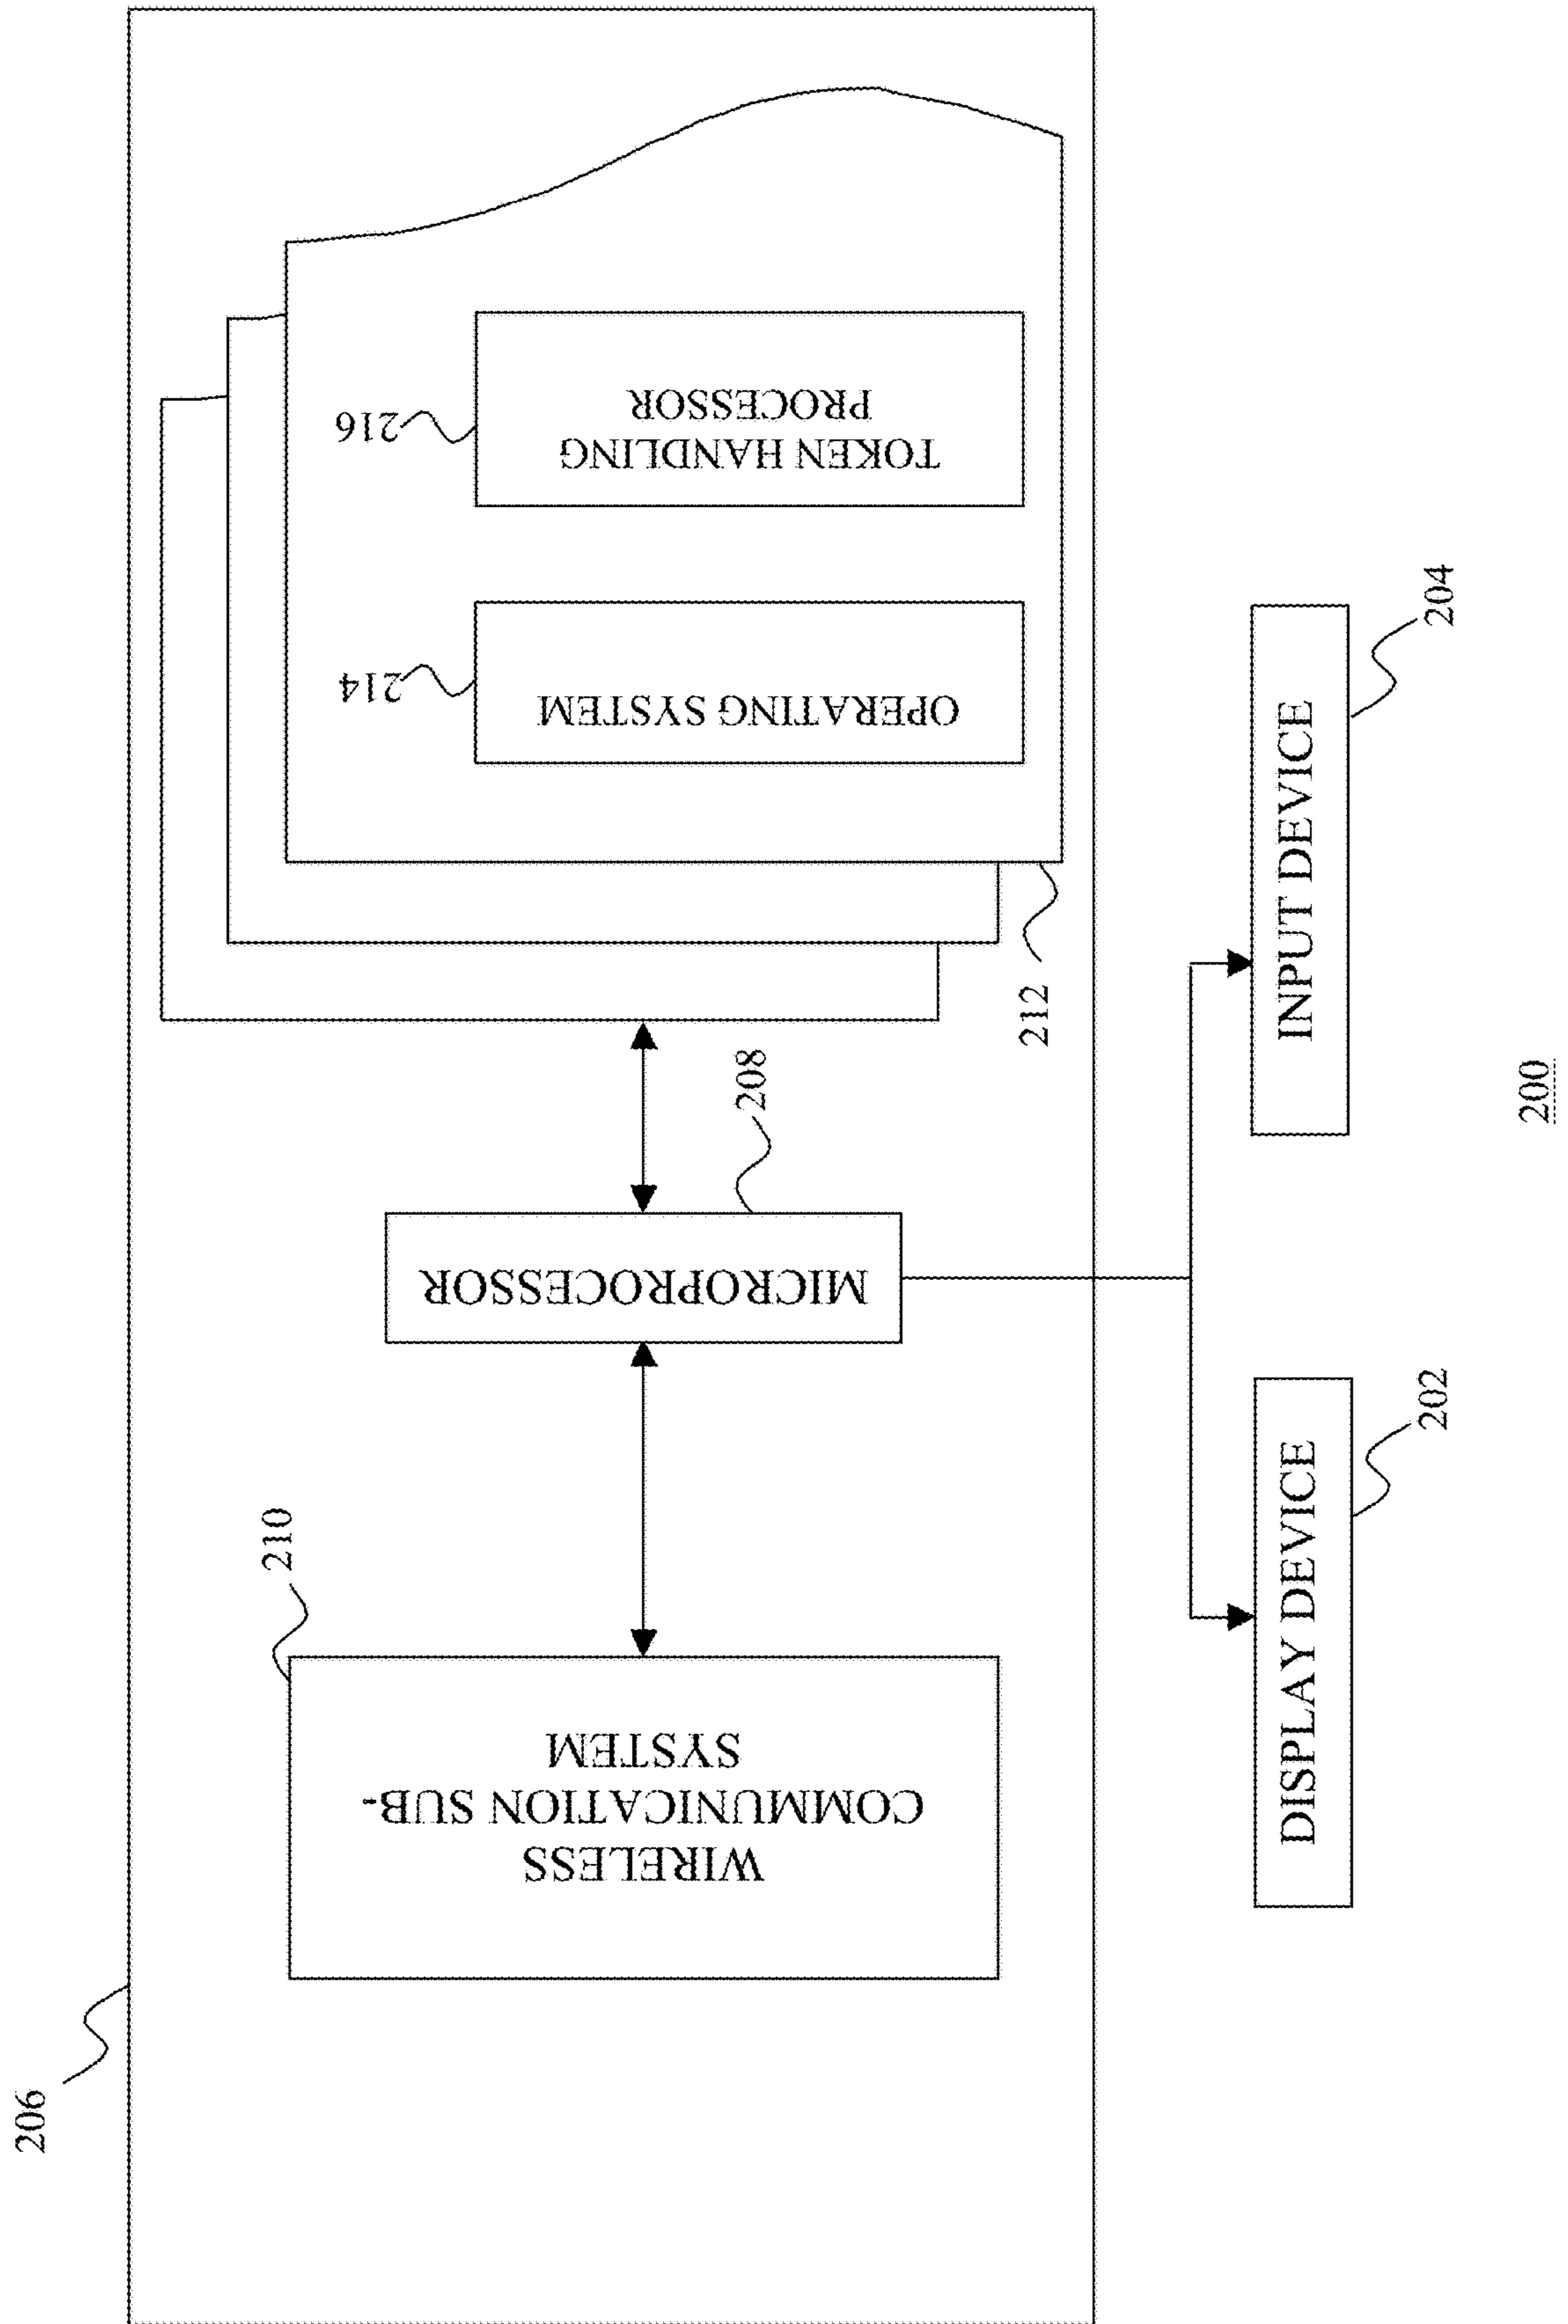 206
210
WIRELESS
COMMUNICATION SUB-
SYSTEM
MICROPROCESSOR
208
212
214
OPERATING SYSTEM
216
TOKEN HANDLING
PROCESSOR
DISPLAY DEVICE
202
INPUT DEVICE
204
200